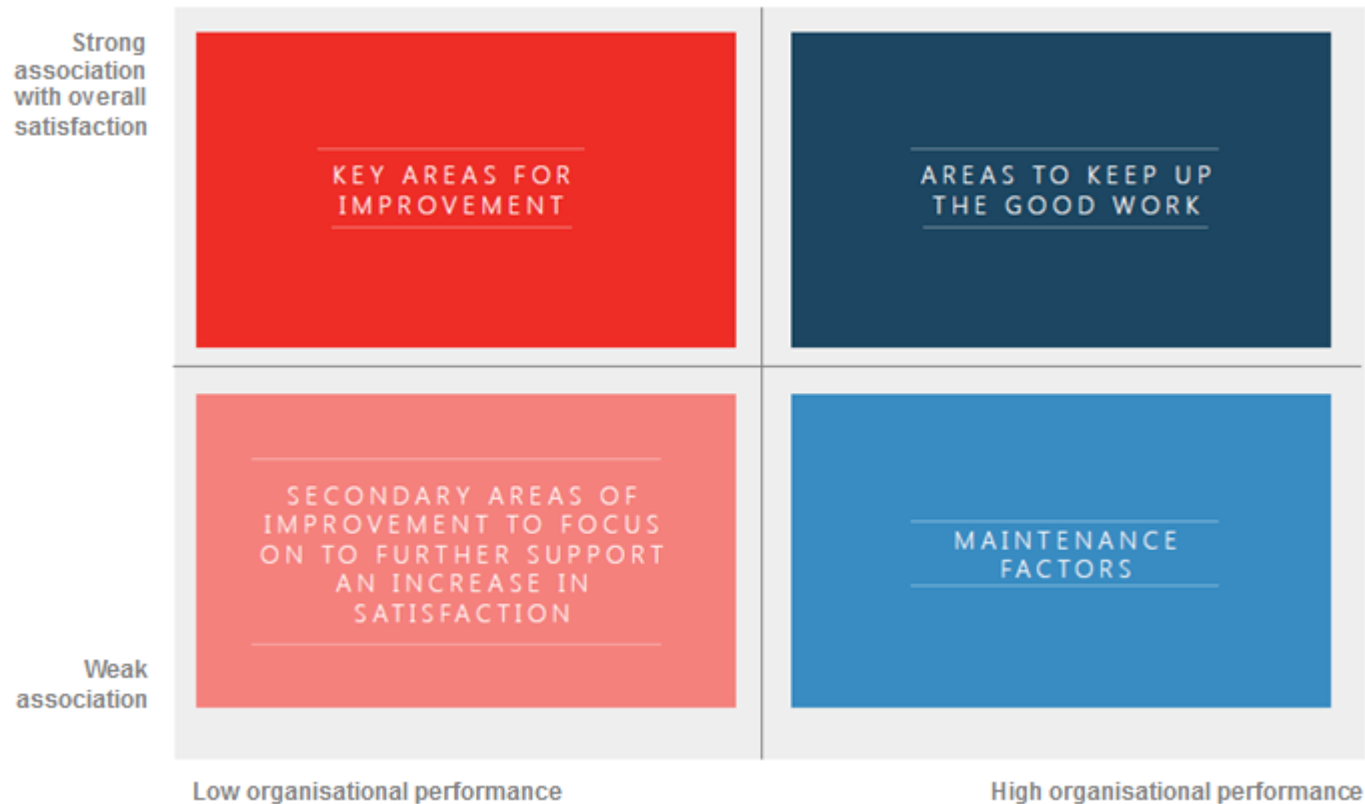 Strong
association
with overall
satisfaction
KEY AREAS FOR
IMPROVEMENT
AREAS TO KEEP UP
THE GOOD WORK
SECONDARY AREAS OF
IMPROVEMENT TO FOCUS
ON TO FURTHER SUPPORT
AN INCREASE IN
SATISFACTION
MAINTENANCE
FACTORS
Weak
association
Low organisational performance
High organisational performance